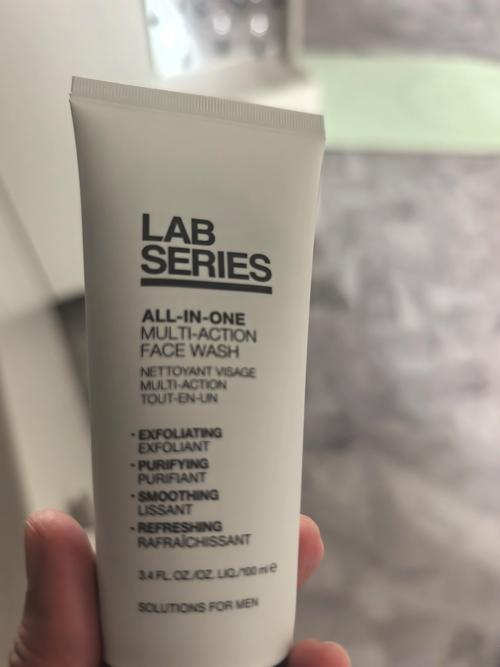 LAB
SERIES
ALL-IN-ONE
MULTI-ACTION
FACE WASH
NETTOYANT VISAGE
MULTI-ACTION
TOUT-EN-UN
• EXFOLIATING
EXFOLIANT
• PURIFYING
PURIFIANT
• SMOOTHING
LISSANT
• REFRESHING
RAFRAÎCHISSANT
3.4 FL. OZ./OZ. LIQ./100 ml ℮
SOLUTIONS FOR MEN